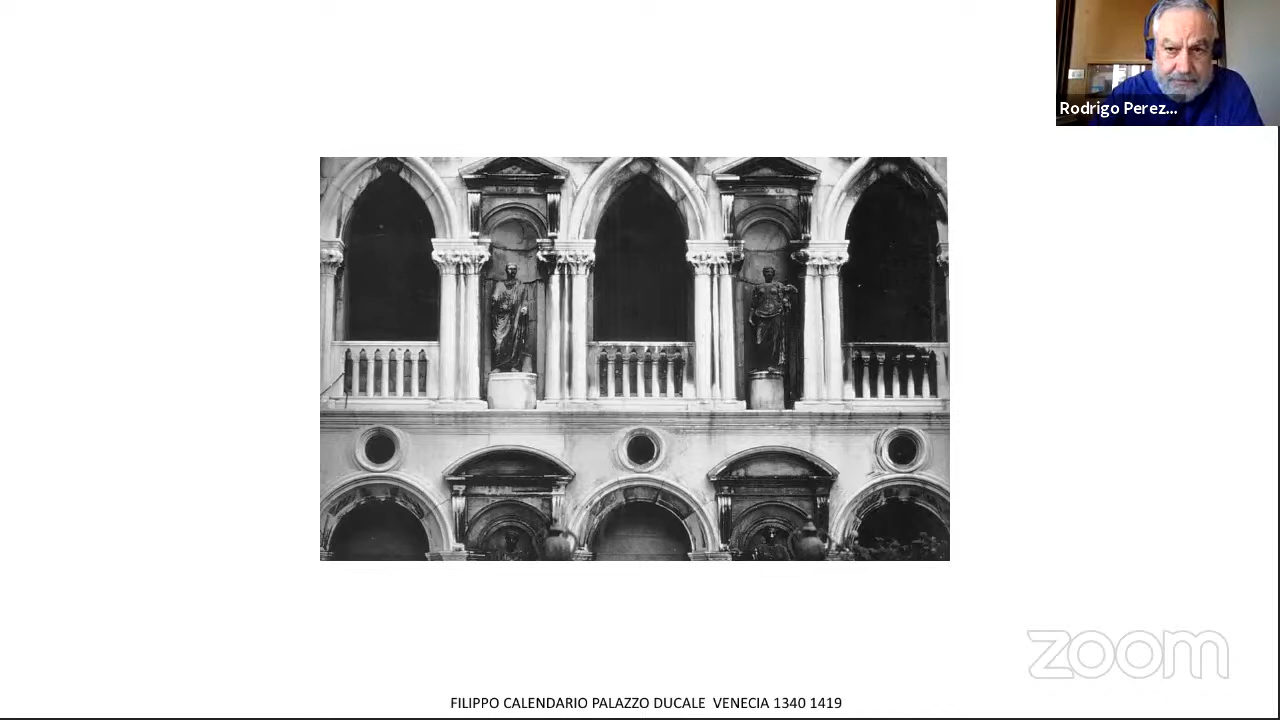 Rodrigo Perez...
zoom
FILIPPO CALENDARIO PALAZZO DUCALE VENECIA 1340 1419